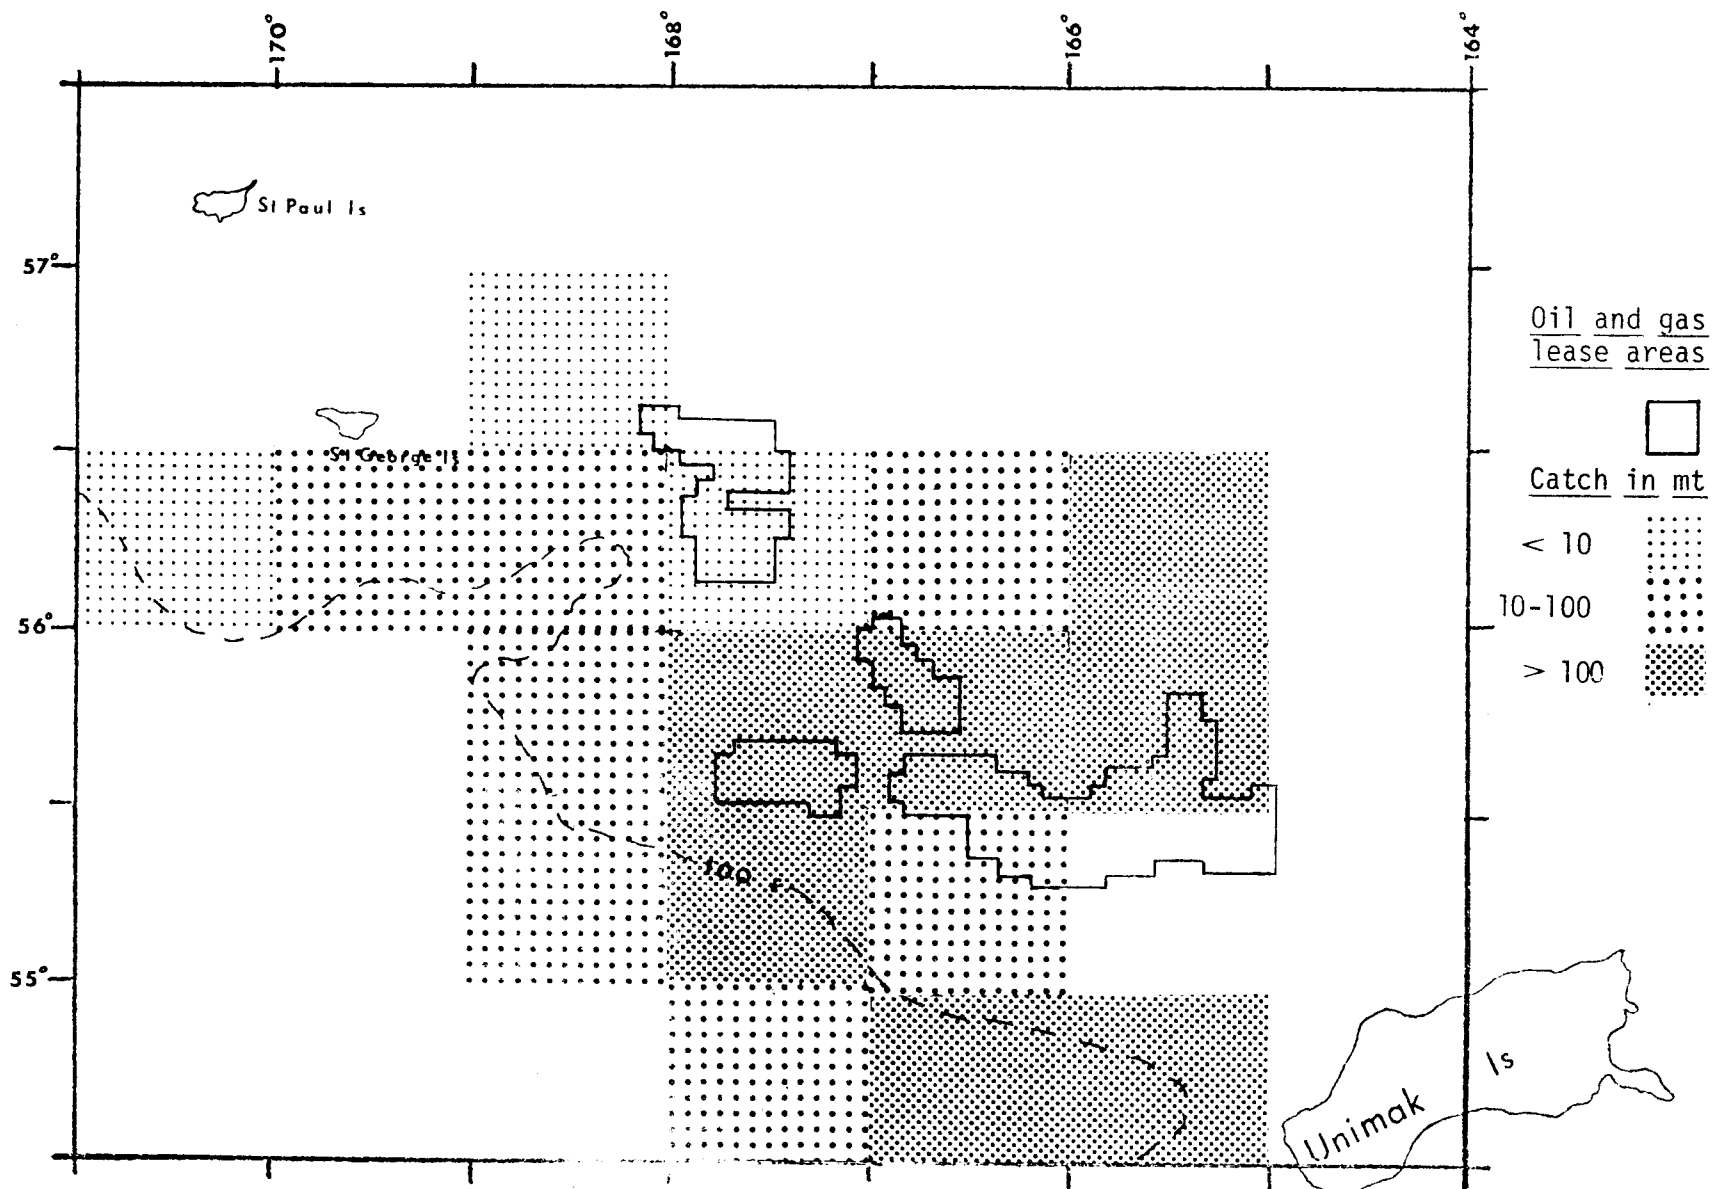 170°
168°
166°
164°
St Paul Is
57°
Oil and gas
lease areas
St George Is
Catch in mt
< 10
10-100
56°
> 100
100 f
55°
Unimak Is